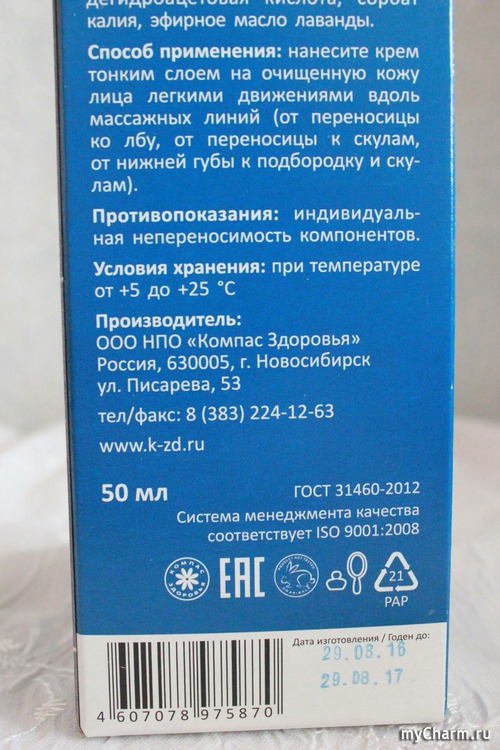 дегидроацетовая кислота, сорбат
калия, эфирное масло лаванды.
Способ применения: нанесите крем
тонким слоем на очищенную кожу
лица легкими движениями вдоль
массажных линий (от переносицы
ко лбу, от переносицы к скулам,
от нижней губы к подбородку и ску-
лам).
Противопоказания: индивидуаль-
ная непереносимость компонентов.
Условия хранения: при температуре
от +5 до +25 °C
Производитель:
ООО НПО «Компас Здоровья»
Россия, 630005, г. Новосибирск
ул. Писарева, 53
тел/факс: 8 (383) 224-12-63
www.k-zd.ru
50 мл
ГОСТ 31460-2012
Система менеджмента качества
соответствует ISO 9001:2008
КОМПАС ЗДОРОВЬЯ
ЕАС
21
PAP
Дата изготовления / Годен до:
29.08.16
29.08.17
4 607078 975870
myCharm.ru